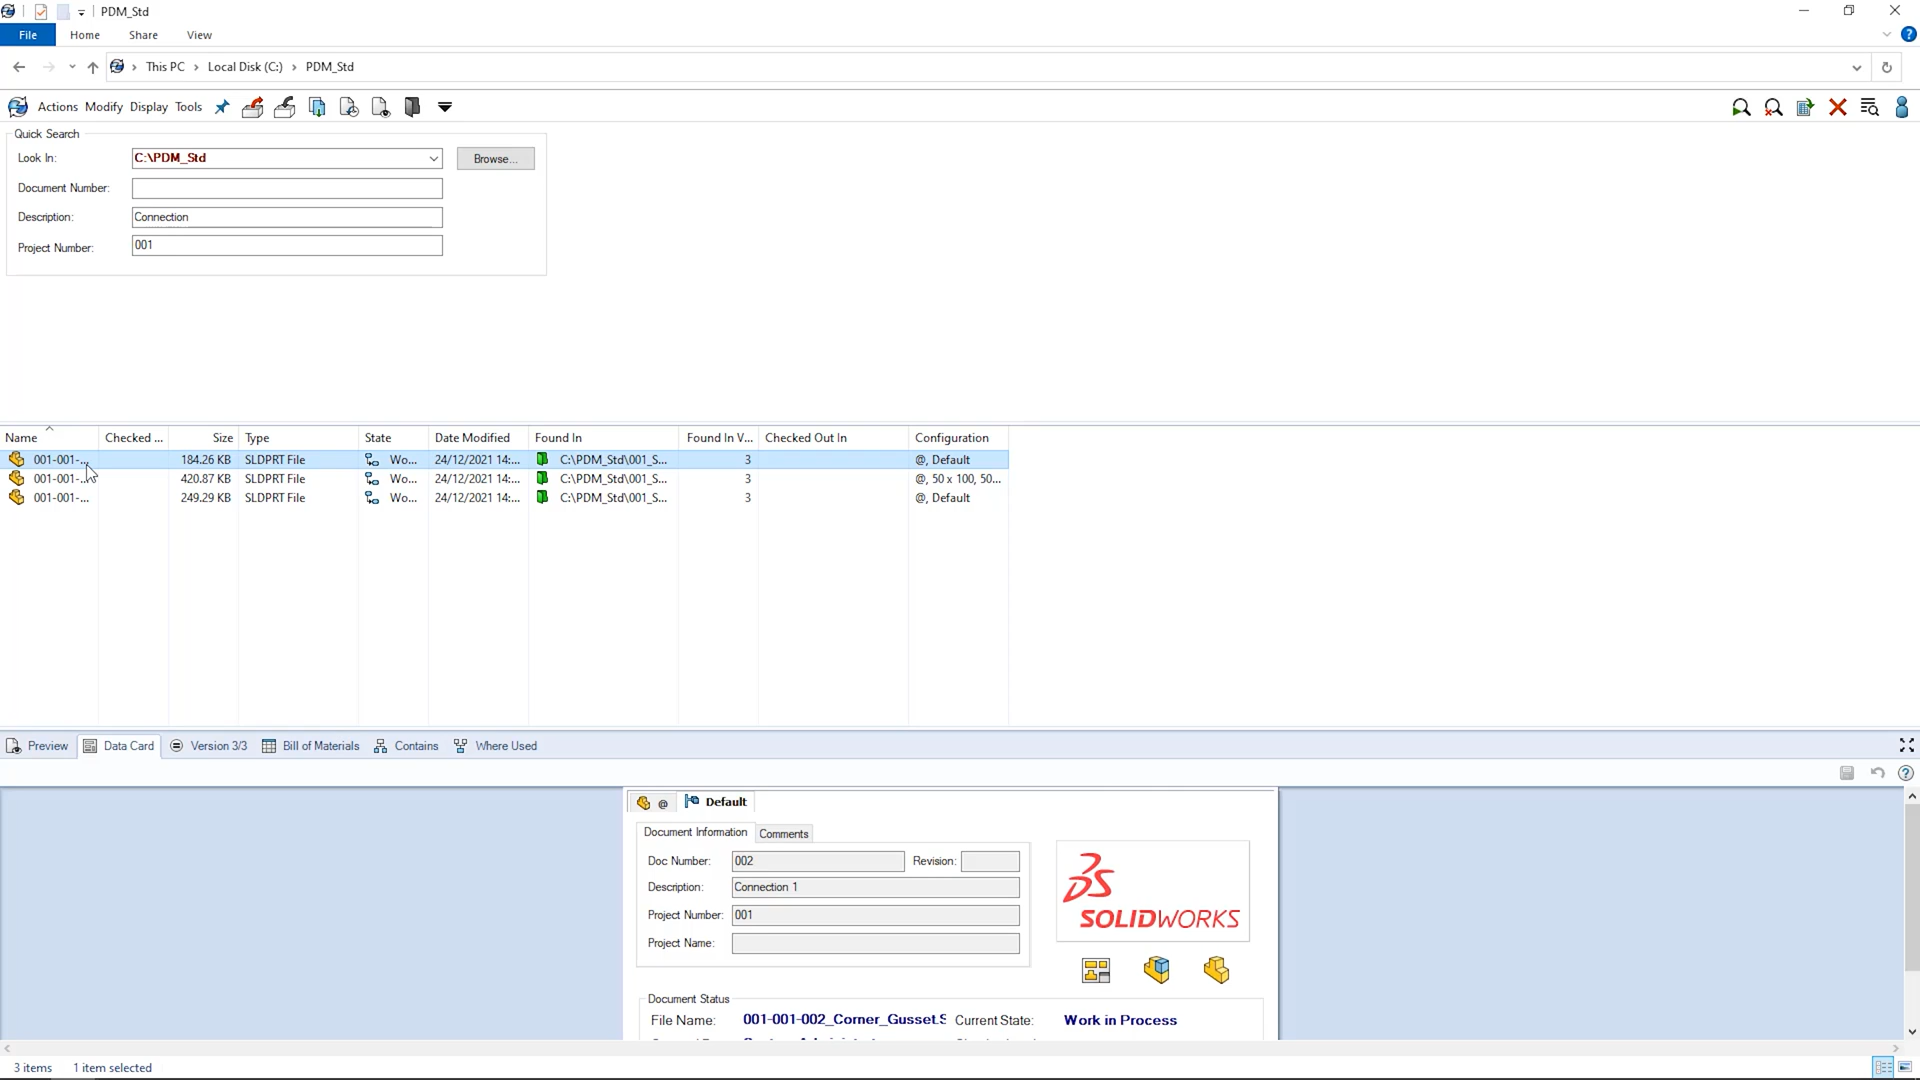 PDM_Std
File Home Share View
This PC Local Disk (C:) PDM_Std
Actions Modify Display Tools
Quick Search
Look In: C:\PDM_Std Browse...
Document Number:
Description: Connection
Project Number: 001
Name Checked ... Size Type State Date Modified Found In Found In V... Checked Out In Configuration
001-001-... 184.26 KB SLDPRT File Wo... 24/12/2021 14:... C:\PDM_Std\001_S... 3 @, Default
001-001-... 420.87 KB SLDPRT File Wo... 24/12/2021 14:... C:\PDM_Std\001_S... 3 @, 50 x 100, 50...
001-001-... 249.29 KB SLDPRT File Wo... 24/12/2021 14:... C:\PDM_Std\001_S... 3 @, Default
Preview Data Card Version 3/3 Bill of Materials Contains Where Used
@ Default
Document Information Comments
Doc Number: 002 Revision:
Description: Connection 1
Project Number: 001
Project Name:
SOLIDWORKS
Document Status
File Name: 001-001-002_Corner_Gusset.S Current State: Work in Process
3 items 1 item selected